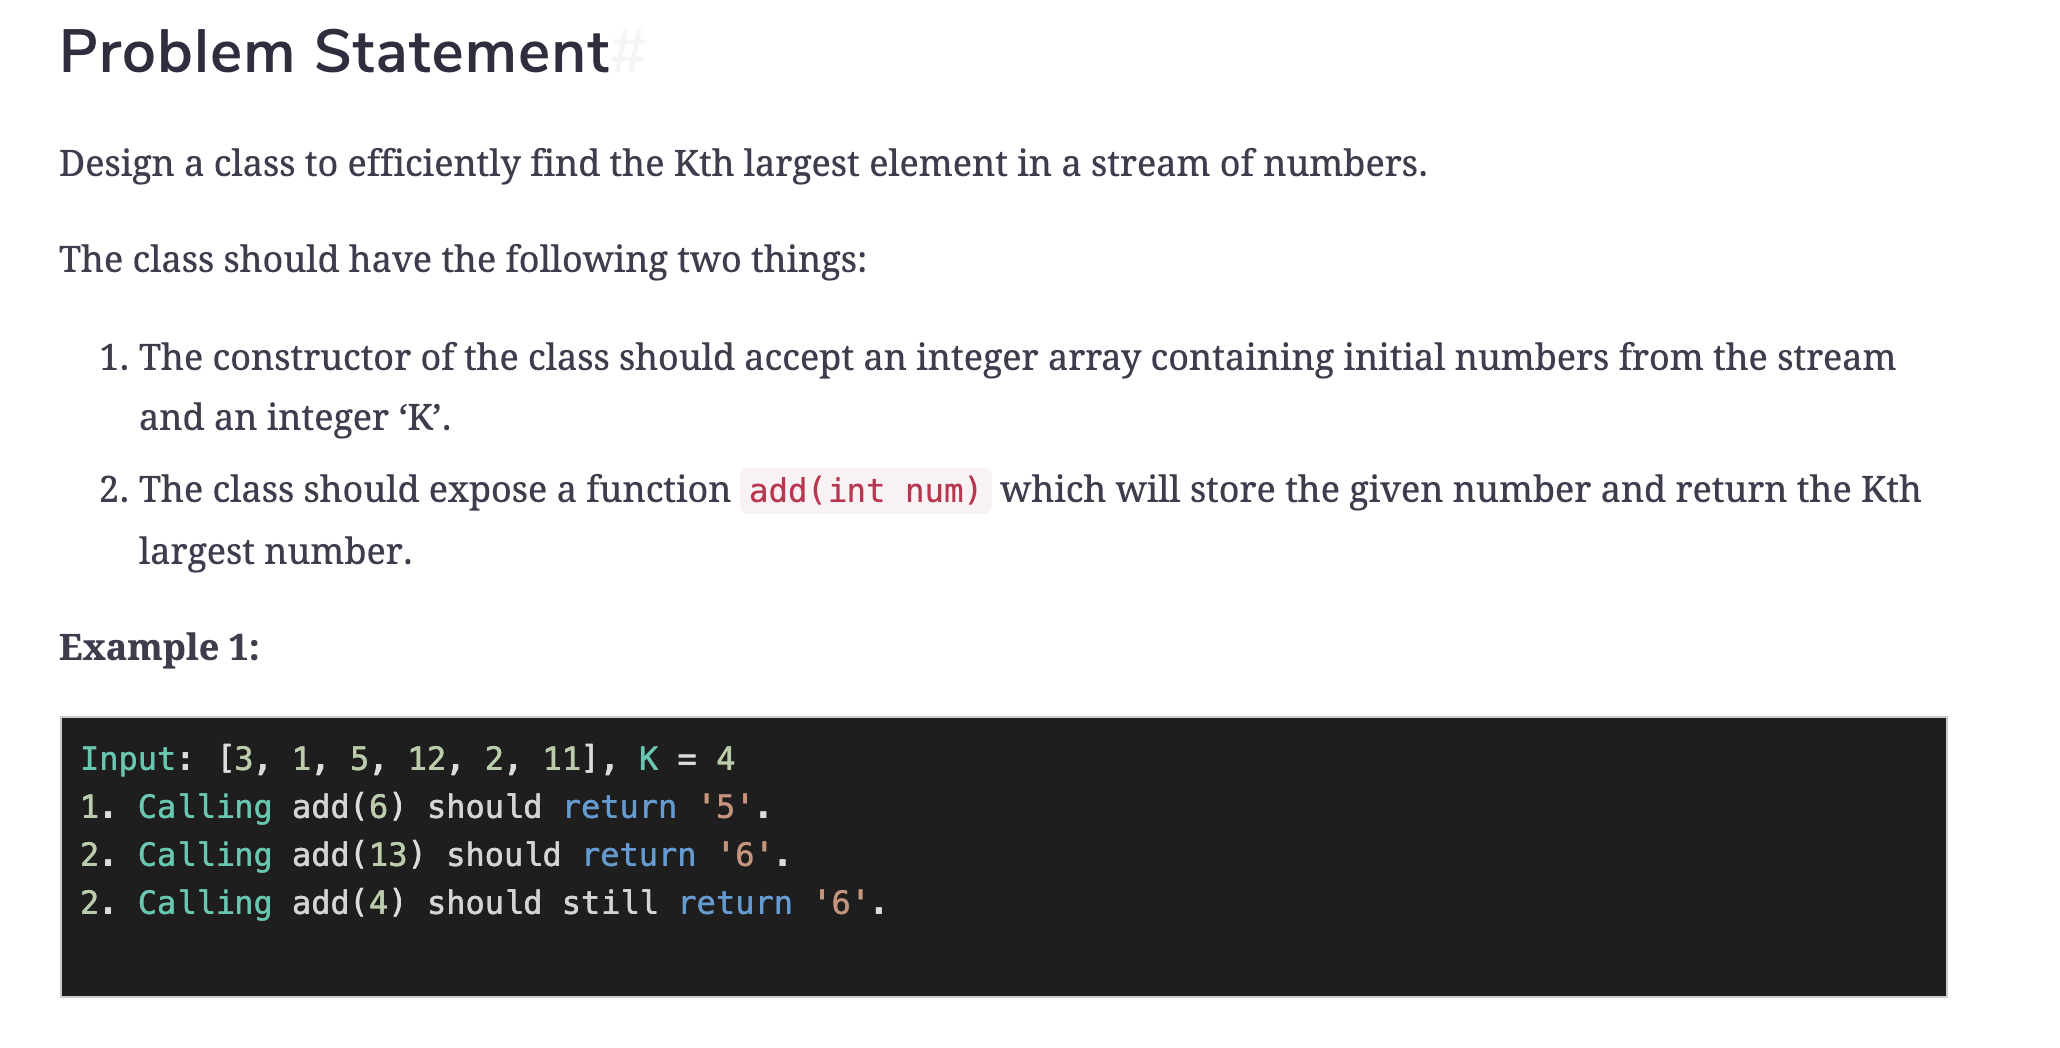 Problem Statement#
Design a class to efficiently find the Kth largest element in a stream of numbers.
The class should have the following two things:
1. The constructor of the class should accept an integer array containing initial numbers from the stream
and an integer ‘K’.
2. The class should expose a function add(int num) which will store the given number and return the Kth
largest number.
Example 1:
Input: [3, 1, 5, 12, 2, 11], K = 4
1. Calling add(6) should return '5'.
2. Calling add(13) should return '6'.
2. Calling add(4) should still return '6'.